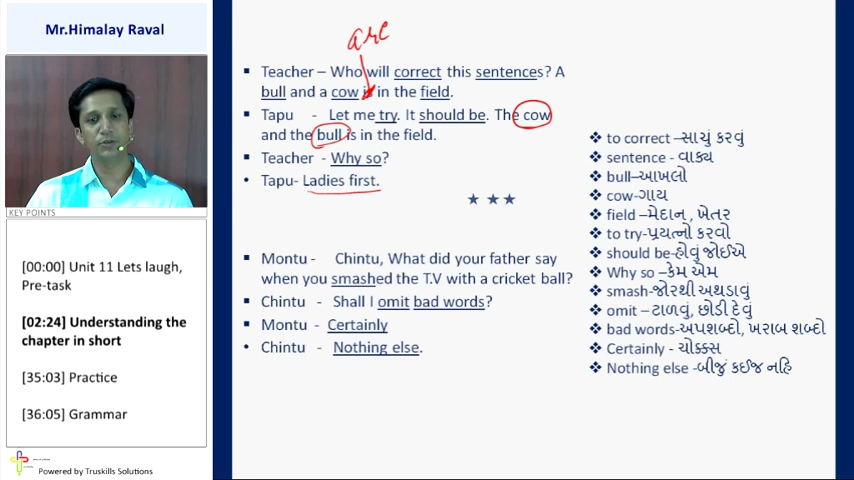 Mr.Himalay Raval
KEY POINTS
[00:00] Unit 11 Lets laugh,
Pre-task
[02:24] Understanding the
chapter in short
[35:03] Practice
[36:05] Grammar
Powered by Truskills Solutions
are
Teacher – Who will correct this sentences? A
bull and a cow is in the field.
Tapu - Let me try. It should be. The cow
and the bull is in the field.
Teacher - Why so?
Tapu- Ladies first.
★ ★★
Montu - Chintu, What did your father say
when you smashed the T.V with a cricket ball?
Chintu - Shall I omit bad words?
Montu - Certainly
Chintu - Nothing else.
to correct –સાચું કરવું
sentence - વાક્ય
bull–આખલો
cow-ગાય
field –મેદાન , ખેતર
to try-પ્રયત્નો કરવો
should be-હોવું જોઈએ
Why so –કેમ એમ
smash-જોરથી અથડાવું
omit – ટાળવું, છોડી દેવું
bad words-અપશબ્દો, ખરાબ શબ્દો
Certainly - ચોક્કસ
Nothing else -બીજું કઈજ નહિ